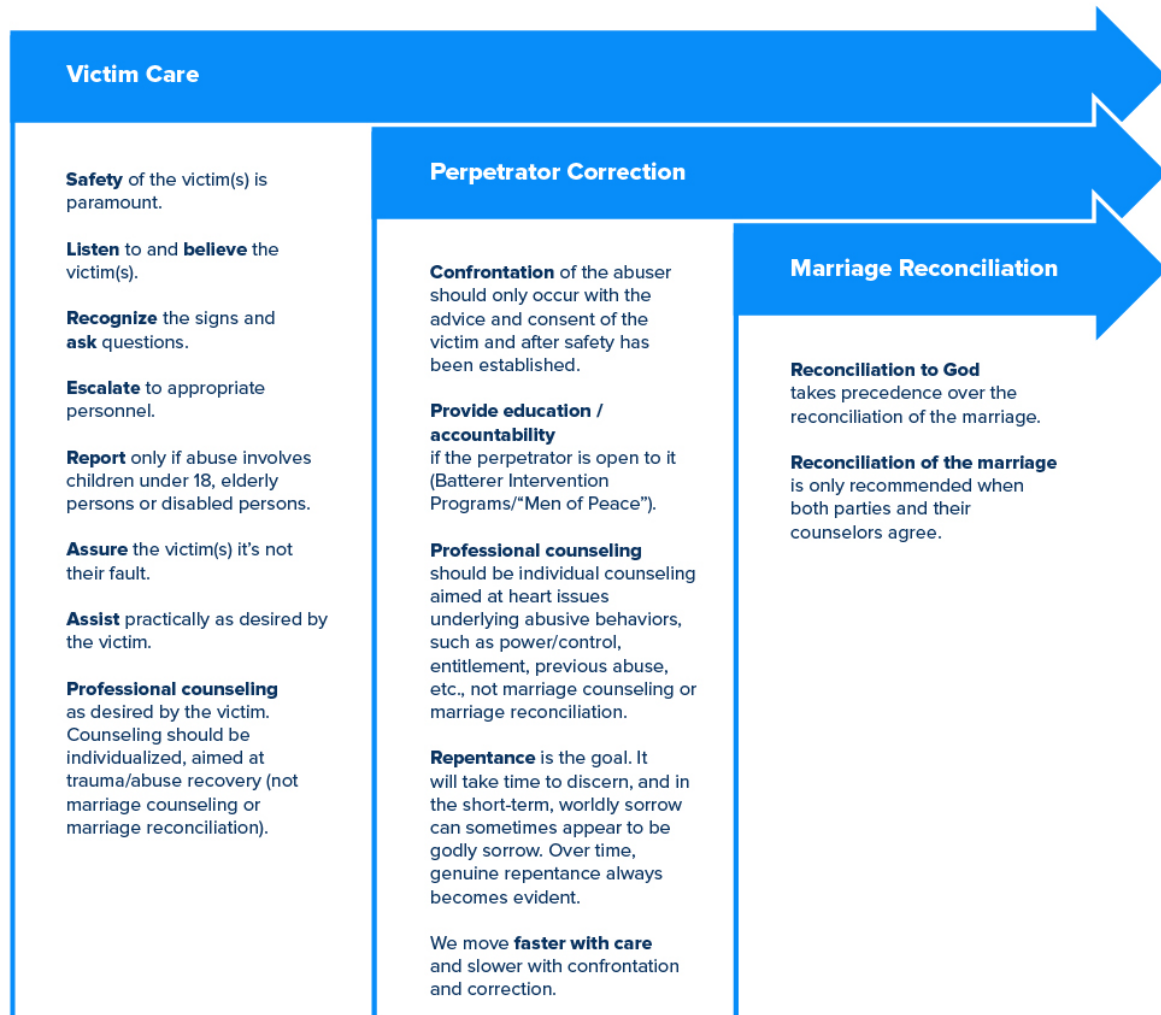 Victim Care
Safety of the victim(s) is
paramount.
Listen to and believe the
victim(s).
Recognize the signs and
ask questions.
Escalate to appropriate
personnel.
Report only if abuse involves
children under 18, elderly
persons or disabled persons.
Assure the victim(s) it’s not
their fault.
Assist practically as desired by
the victim.
Professional counseling
as desired by the victim.
Counseling should be
individualized, aimed at
trauma/abuse recovery (not
marriage counseling or
marriage reconciliation).
Perpetrator Correction
Confrontation of the abuser
should only occur with the
advice and consent of the
victim and after safety has
been established.
Provide education /
accountability
if the perpetrator is open to it
(Batterer Intervention
Programs/“Men of Peace”).
Professional counseling
should be individual counseling
aimed at heart issues
underlying abusive behaviors,
such as power/control,
entitlement, previous abuse,
etc., not marriage counseling or
marriage reconciliation.
Repentance is the goal. It
will take time to discern, and in
the short-term, worldly sorrow
can sometimes appear to be
godly sorrow. Over time,
genuine repentance always
becomes evident.
We move faster with care
and slower with confrontation
and correction.
Marriage Reconciliation
Reconciliation to God
takes precedence over the
reconciliation of the marriage.
Reconciliation of the marriage
is only recommended when
both parties and their
counselors agree.